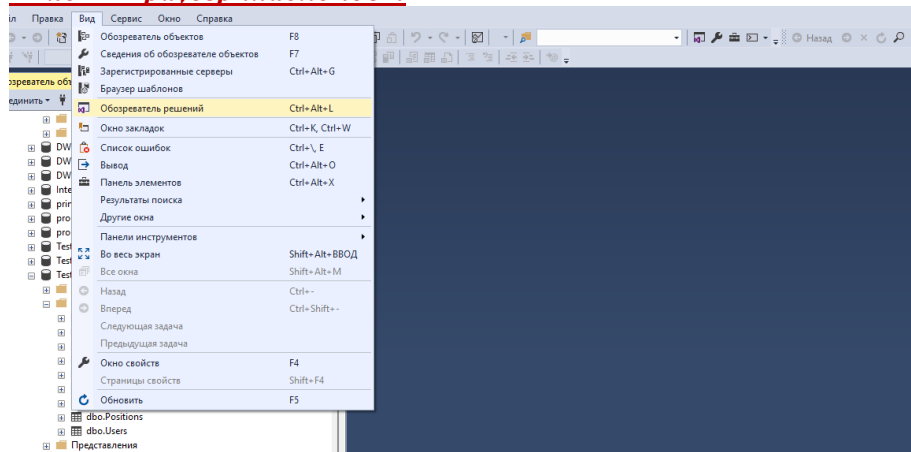 Правка Вид Сервис Окно Справка
Обозреватель объектов F8
Назад
Сведения об обозревателе объектов F7
Зарегистрированные серверы Ctrl+Alt+G
Браузер шаблонов
Обозреватель решений Ctrl+Alt+L
Окно закладок Ctrl+K, Ctrl+W
DW Список ошибок Ctrl+\, E
DW Вывод Ctrl+Alt+O
DW Панель элементов Ctrl+Alt+X
Inte Результаты поиска
prin
pro Другие окна
pro Панели инструментов
Test Во весь экран Shift+Alt+ВВОД
Test Все окна Shift+Alt+M
Test
Назад Ctrl+-
Вперед Ctrl+Shift+-
Следующая задача
Предыдущая задача
Окно свойств F4
Страницы свойств Shift+F4
Обновить F5
dbo.Positions
dbo.Users
Представления